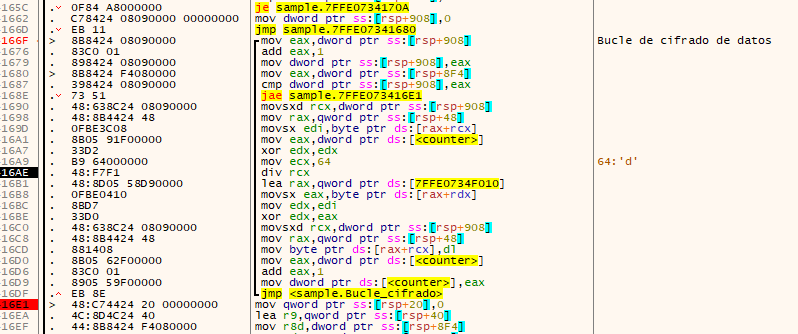 165C . 0F84 A8000000 je sample.7FFE0734170A
1662 . C78424 08090000 00000000 mov dword ptr ss:[rsp+908],0
166D . EB 11 jmp sample.7FFE07341680
166F > 8B8424 08090000 mov eax,dword ptr ss:[rsp+908] Bucle de cifrado de datos
1676 . 83C0 01 add eax,1
1679 . 898424 08090000 mov dword ptr ss:[rsp+908],eax
1680 > 8B8424 F4080000 mov eax,dword ptr ss:[rsp+8F4]
1687 . 398424 08090000 cmp dword ptr ss:[rsp+908],eax
168E . 73 51 jae sample.7FFE073416E1
1690 . 48:638C24 08090000 movsxd rcx,dword ptr ss:[rsp+908]
1698 . 48:8B4424 48 mov rax,qword ptr ss:[rsp+48]
169D . 0FBE3C08 movsx edi,byte ptr ds:[rax+rcx]
16A1 . 8B05 91F00000 mov eax,dword ptr ds:[<counter>]
16A7 . 33D2 xor edx,edx
16A9 . B9 64000000 mov ecx,64 64:'d'
16AE . 48:F7F1 div rcx
16B1 . 48:8D05 58D90000 lea rax,qword ptr ds:[7FFE0734F010]
16B8 . 0FBE0410 movsx eax,byte ptr ds:[rax+rdx]
16BC . 8BD7 mov edx,edi
16BE . 33D0 xor edx,eax
16C0 . 48:638C24 08090000 movsxd rcx,dword ptr ss:[rsp+908]
16C8 . 48:8B4424 48 mov rax,qword ptr ss:[rsp+48]
16CD . 881408 mov byte ptr ds:[rax+rcx],dl
16D0 . 8B05 62F00000 mov eax,dword ptr ds:[<counter>]
16D6 . 83C0 01 add eax,1
16D9 . 8905 59F00000 mov dword ptr ds:[<counter>],eax
16DF . EB 8E jmp <sample.Bucle_cifrado>
16E1 > 48:C74424 20 00000000 mov qword ptr ss:[rsp+20],0
16EA . 4C:8D4C24 40 lea r9,qword ptr ss:[rsp+40]
16EF . 44:8B8424 F4080000 mov r8d,dword ptr ss:[rsp+8F4]